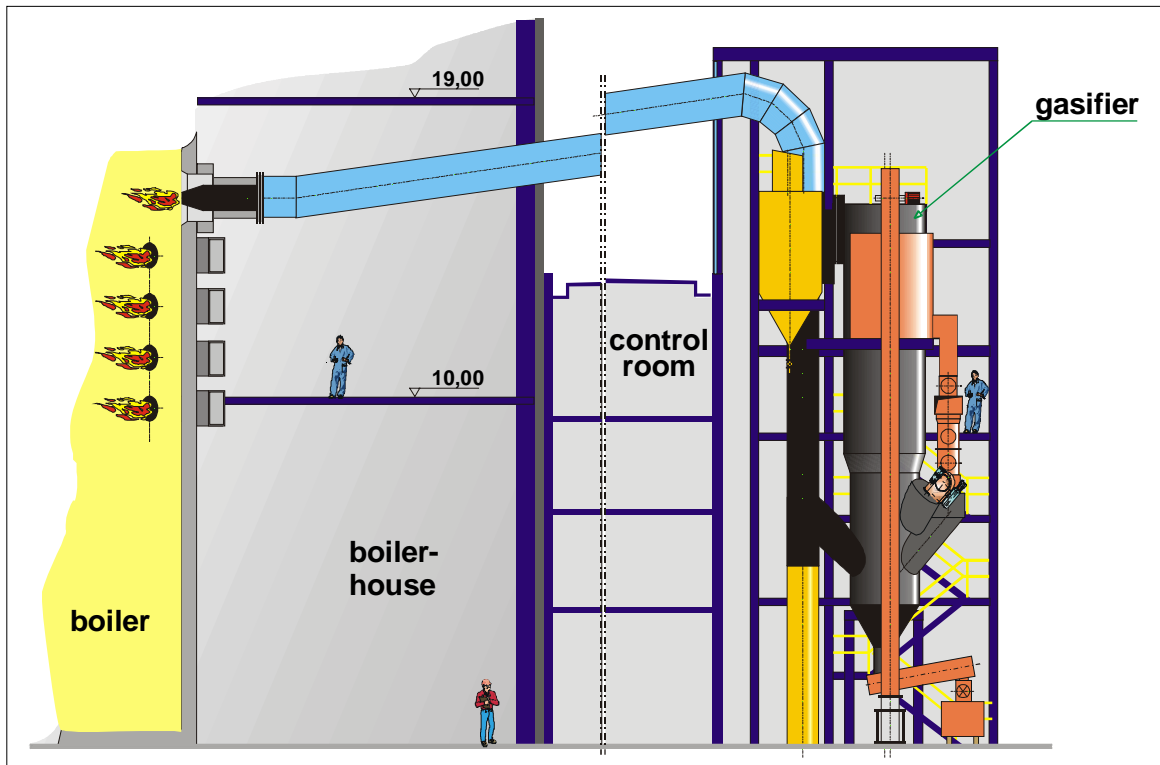 19,00
gasifier
control
room
10,00
boiler-
house
boiler